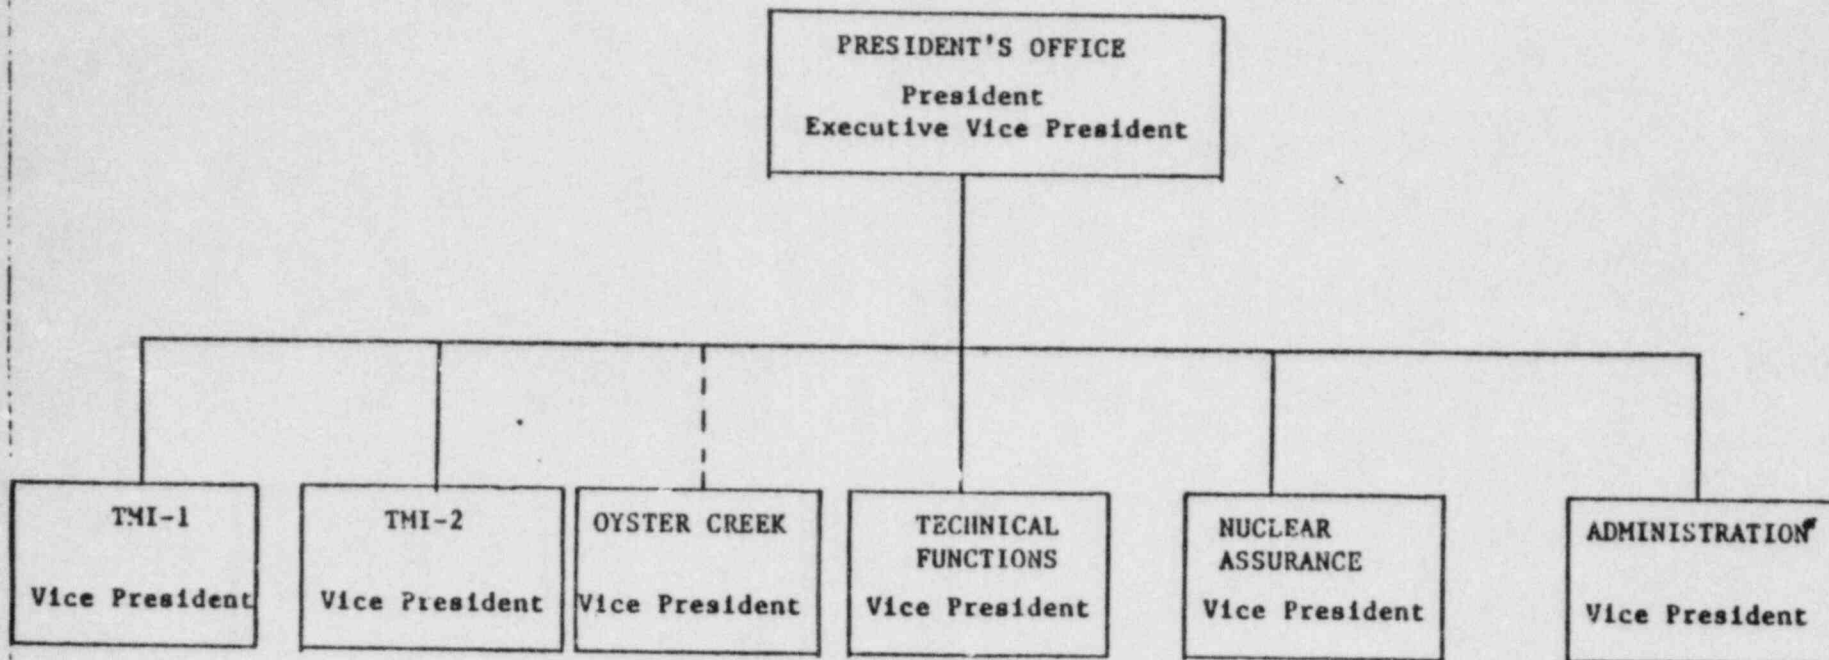 PRESIDENT'S OFFICE
President
Executive Vice President
TMI-1
Vice President
TMI-2
Vice President
OYSTER CREEK
Vice President
TECHNICAL
FUNCTIONS
Vice President
NUCLEAR
ASSURANCE
Vice President
ADMINISTRATION
Vice President